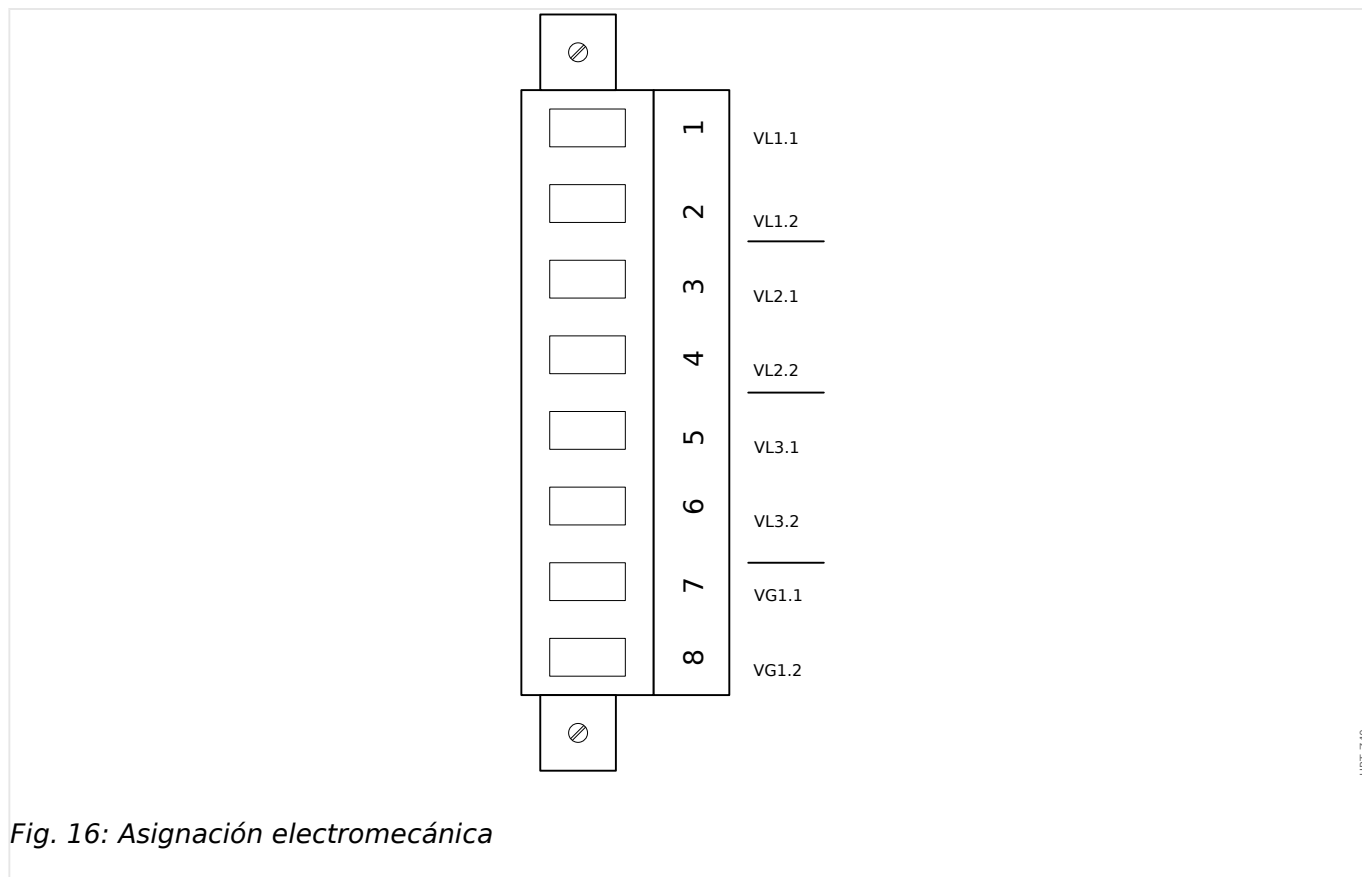 1 VL1.1
2 VL1.2
3 VL2.1
4 VL2.2
5 VL3.1
6 VL3.2
7 VG1.1
8 VG1.2
Fig. 16: Asignación electromecánica